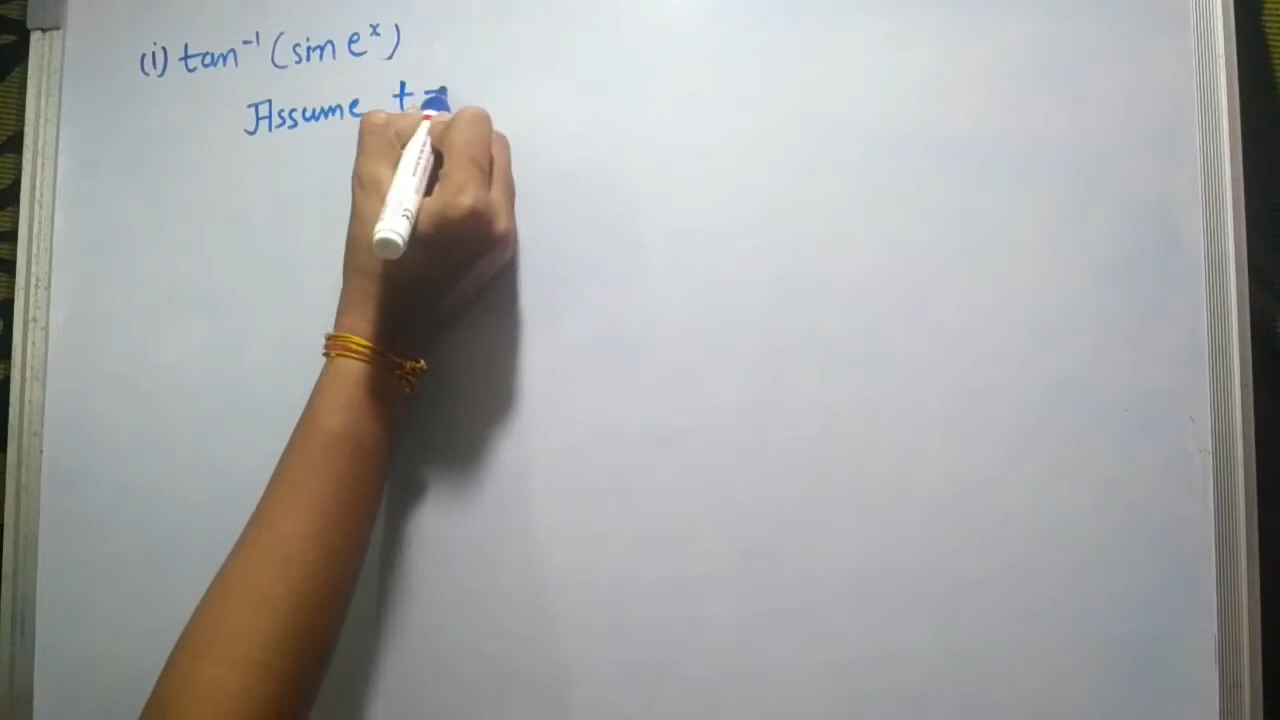 (i) tan⁻¹ (sin eˣ)
Assume t =